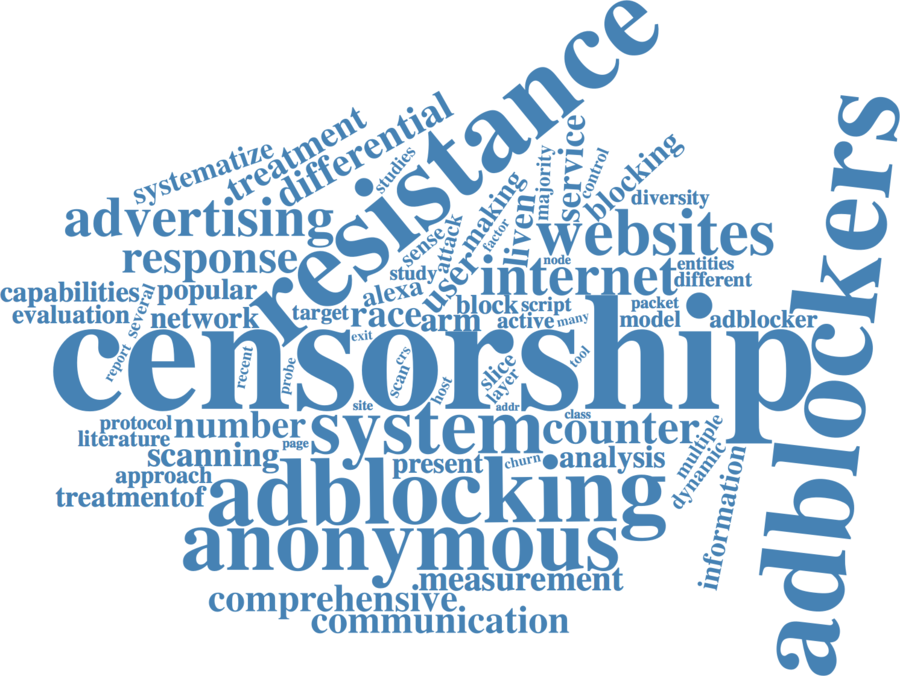 resistance
systematize
treatment
differential
studies
advertising
response
capabilities
several
popular
evaluation
network
report
recent
probe
target
race
arm
alexa
study
sense
attack
user
making
factor
liven
majority
service
control
blocking
diversity
websites
node
internet
entities
different
block
script
packet
active
many
model
adblocker
adblockers
censorship
exit
crs
scan
host
slice
layer
tool
site
addr
class
protocol
literature
number
page
system
counter
scanning
present
churn
analysis
multiple
dynamic
information
approach
treatmentof
adblocking
anonymous
measurement
comprehensive
communication